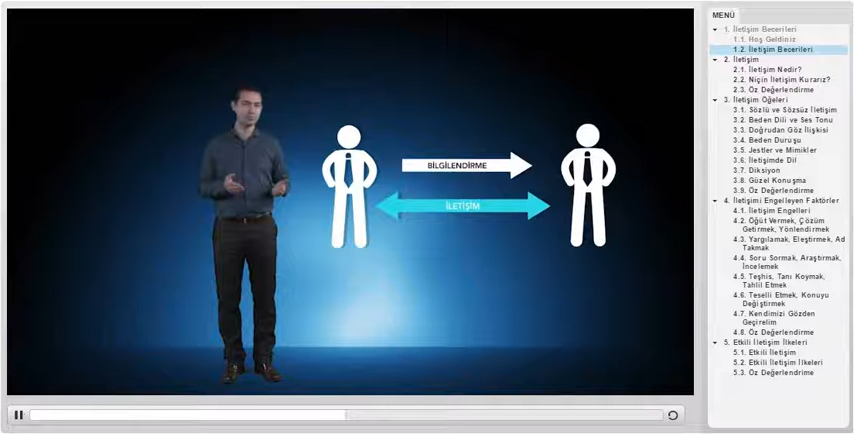 BİLGİLENDİRME
İLETİŞİM
MENÜ
1. İletişim Becerileri
1.1. Hoş Geldiniz
1.2. İletişim Becerileri
2. İletişim
2.1. İletişim Nedir?
2.2. Niçin İletişim Kurarız?
2.3. Öz Değerlendirme
3. İletişim Öğeleri
3.1. Sözlü ve Sözsüz İletişim
3.2. Beden Dili ve Ses Tonu
3.3. Doğrudan Göz İlişkisi
3.4. Beden Duruşu
3.5. Jestler ve Mimikler
3.6. İletişimde Dil
3.7. Diksiyon
3.8. Güzel Konuşma
3.9. Öz Değerlendirme
4. İletişimi Engelleyen Faktörler
4.1. İletişim Engelleri
4.2. Öğüt Vermek, Çözüm
Getirmek, Yönlendirmek
4.3. Yargılamak, Eleştirmek, Ad
Takmak
4.4. Soru Sormak, Araştırmak,
İncelemek
4.5. Teşhis, Tanı Koymak,
Tahlil Etmek
4.6. Teselli Etmek, Konuyu
Değiştirmek
4.7. Kendimizi Gözden
Geçirelim
4.8. Öz Değerlendirme
5. Etkili İletişim İlkeleri
5.1. Etkili İletişim
5.2. Etkili İletişim İlkeleri
5.3. Öz Değerlendirme